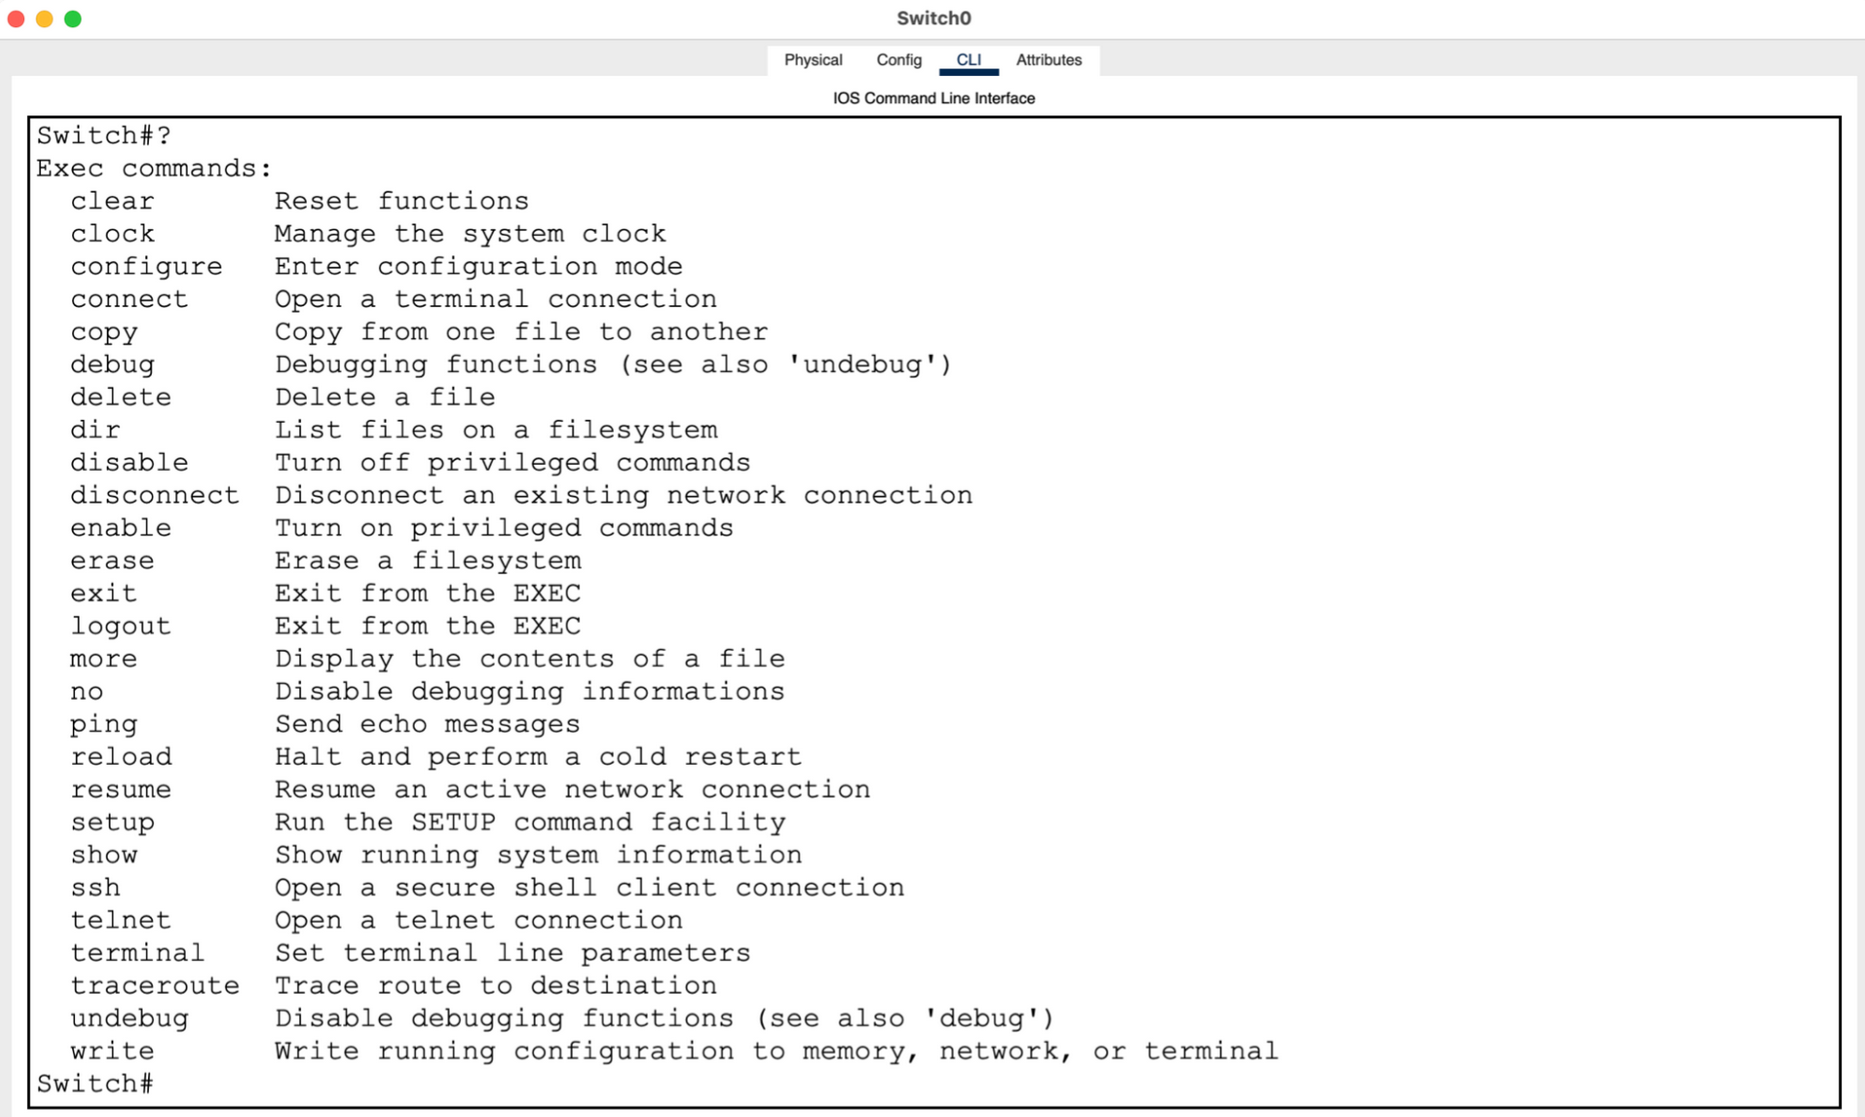 Switch0
Physical Config CLI Attributes
IOS Command Line Interface
Switch#?
Exec commands:
  clear       Reset functions
  clock       Manage the system clock
  configure   Enter configuration mode
  connect     Open a terminal connection
  copy        Copy from one file to another
  debug       Debugging functions (see also 'undebug')
  delete      Delete a file
  dir         List files on a filesystem
  disable     Turn off privileged commands
  disconnect  Disconnect an existing network connection
  enable      Turn on privileged commands
  erase       Erase a filesystem
  exit        Exit from the EXEC
  logout      Exit from the EXEC
  more        Display the contents of a file
  no          Disable debugging informations
  ping        Send echo messages
  reload      Halt and perform a cold restart
  resume      Resume an active network connection
  setup       Run the SETUP command facility
  show        Show running system information
  ssh         Open a secure shell client connection
  telnet      Open a telnet connection
  terminal    Set terminal line parameters
  traceroute  Trace route to destination
  undebug     Disable debugging functions (see also 'debug')
  write       Write running configuration to memory, network, or terminal
Switch#